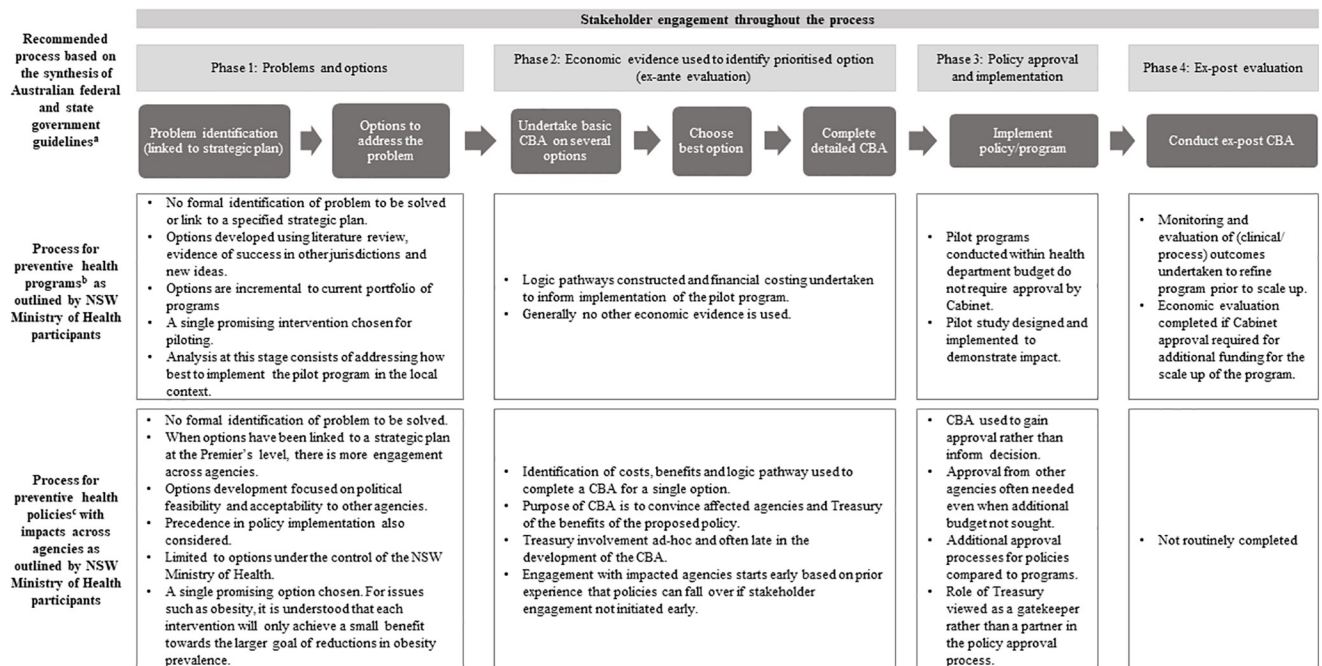 Stakeholder engagement throughout the process
Recommended
process based on
the synthesis of
Australian federal
and state
government
guidelinesª
Phase 1: Problems and options
Phase 2: Economic evidence used to identify prioritised option
(ex-ante evaluation)
Phase 3: Policy approval
and implementation
Phase 4: Ex-post evaluation
Problem identification
(linked to strategic plan)
Options to
address the
problem
Undertake basic
CBA on several
options
Choose
best option
Complete
detailed CBA
Implement
policy/program
Conduct ex-post CBA
Process for
preventive health
programsᵇ as
outlined by NSW
Ministry of Health
participants
• No formal identification of problem to be solved
or link to a specified strategic plan.
• Options developed using literature review,
evidence of success in other jurisdictions and
new ideas.
• Options are incremental to current portfolio of
programs
• A single promising intervention chosen for
piloting.
• Analysis at this stage consists of addressing how
best to implement the pilot program in the local
context.
• Logic pathways constructed and financial costing undertaken
to inform implementation of the pilot program.
• Generally no other economic evidence is used.
• Pilot programs
conducted within health
department budget do
not require approval by
Cabinet.
• Pilot study designed and
implemented to
demonstrate impact.
• Monitoring and
evaluation of (clinical/
process) outcomes
undertaken to refine
program prior to scale up.
• Economic evaluation
completed if Cabinet
approval required for
additional funding for the
scale up of the program.
Process for
preventive health
policiesᶜ with
impacts across
agencies as
outlined by NSW
Ministry of Health
participants
• No formal identification of problem to be solved.
• When options have been linked to a strategic plan
at the Premier's level, there is more engagement
across agencies.
• Options development focused on political
feasibility and acceptability to other agencies.
• Precedence in policy implementation also
considered.
• Limited to options under the control of the NSW
Ministry of Health.
• A single promising option chosen. For issues
such as obesity, it is understood that each
intervention will only achieve a small benefit
towards the larger goal of reductions in obesity
prevalence.
• Identification of costs, benefits and logic pathway used to
complete a CBA for a single option.
• Purpose of CBA is to convince affected agencies and Treasury
of the benefits of the proposed policy.
• Treasury involvement ad-hoc and often late in the
development of the CBA.
• Engagement with impacted agencies starts early based on prior
experience that policies can fall over if stakeholder
engagement not initiated early.
• CBA used to gain
approval rather than
inform decision.
• Approval from other
agencies often needed
even when additional
budget not sought.
• Additional approval
processes for policies
compared to programs.
• Role of Treasury
viewed as a gatekeeper
rather than a partner in
the policy approval
process.
• Not routinely completed